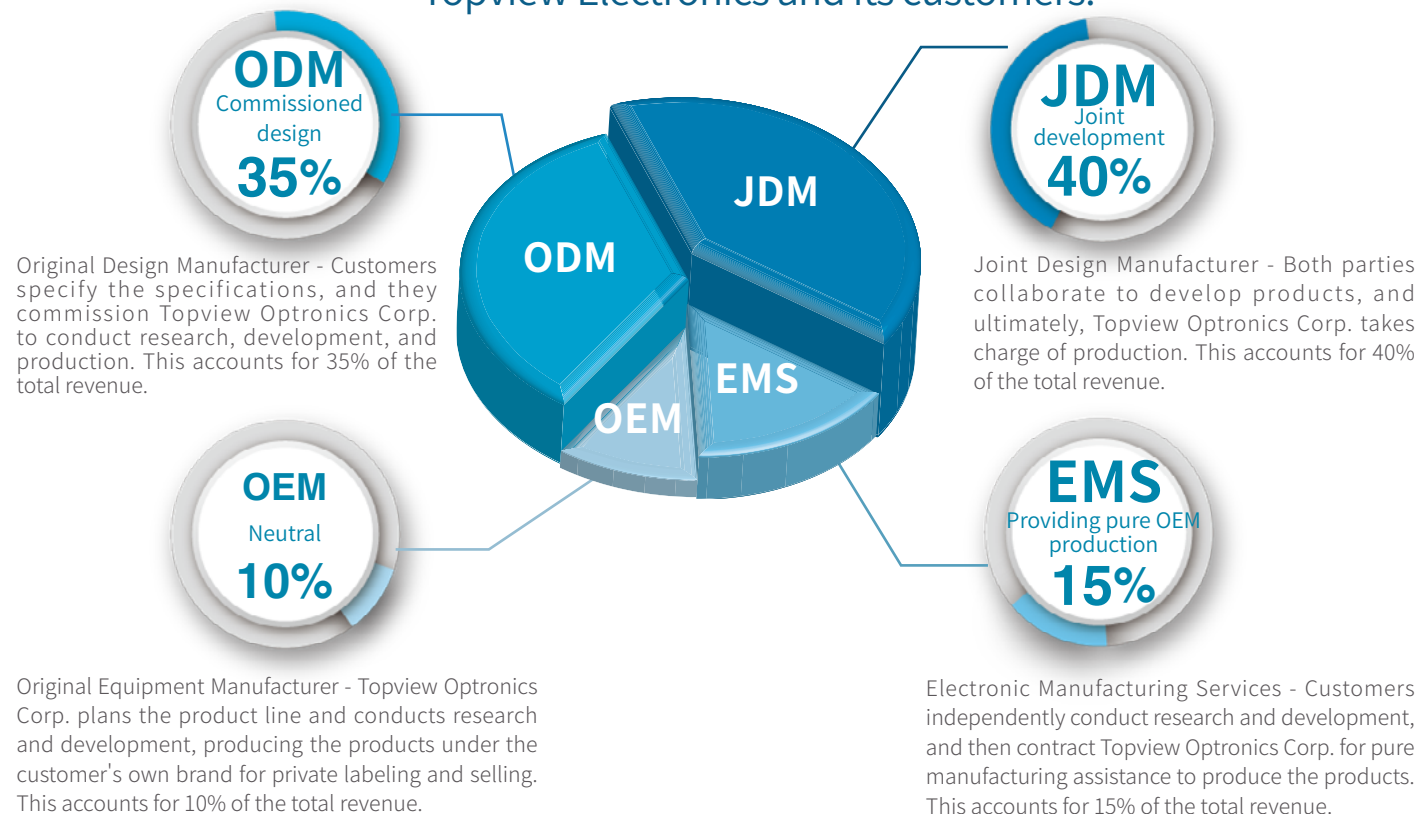 Topview Electronics and its customers.
ODM
Commissioned
design
35%
Original Design Manufacturer - Customers
specify the specifications, and they
commission Topview Optronics Corp.
to conduct research, development, and
production. This accounts for 35% of the
total revenue.
JDM
Joint
development
40%
Joint Design Manufacturer - Both parties
collaborate to develop products, and
ultimately, Topview Optronics Corp. takes
charge of production. This accounts for 40%
of the total revenue.
JDM
ODM
EMS
OEM
OEM
Neutral
10%
Original Equipment Manufacturer - Topview Optronics
Corp. plans the product line and conducts research
and development, producing the products under the
customer's own brand for private labeling and selling.
This accounts for 10% of the total revenue.
EMS
Providing pure OEM
production
15%
Electronic Manufacturing Services - Customers
independently conduct research and development,
and then contract Topview Optronics Corp. for pure
manufacturing assistance to produce the products.
This accounts for 15% of the total revenue.